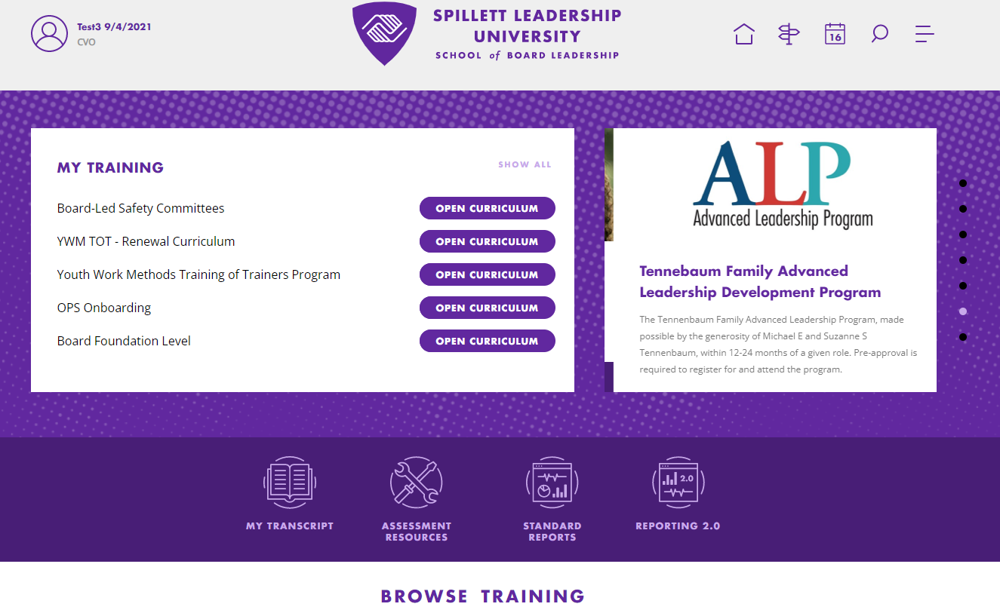 Test3 9/4/2021
CVO
SPILLETT LEADERSHIP
UNIVERSITY
SCHOOL of BOARD LEADERSHIP
16
MY TRAINING
SHOW ALL
Board-Led Safety Committees
OPEN CURRICULUM
YWM TOT - Renewal Curriculum
OPEN CURRICULUM
Youth Work Methods Training of Trainers Program
OPEN CURRICULUM
OPS Onboarding
OPEN CURRICULUM
Board Foundation Level
OPEN CURRICULUM
ALP
Advanced Leadership Program
Tennebaum Family Advanced
Leadership Development Program
The Tennenbaum Family Advanced Leadership Program, made
possible by the generosity of Michael E and Suzanne S
Tennenbaum, within 12-24 months of a given role. Pre-approval is
required to register for and attend the program.
MY TRANSCRIPT
ASSESSMENT
RESOURCES
STANDARD
REPORTS
2.0
REPORTING 2.0
BROWSE TRAINING